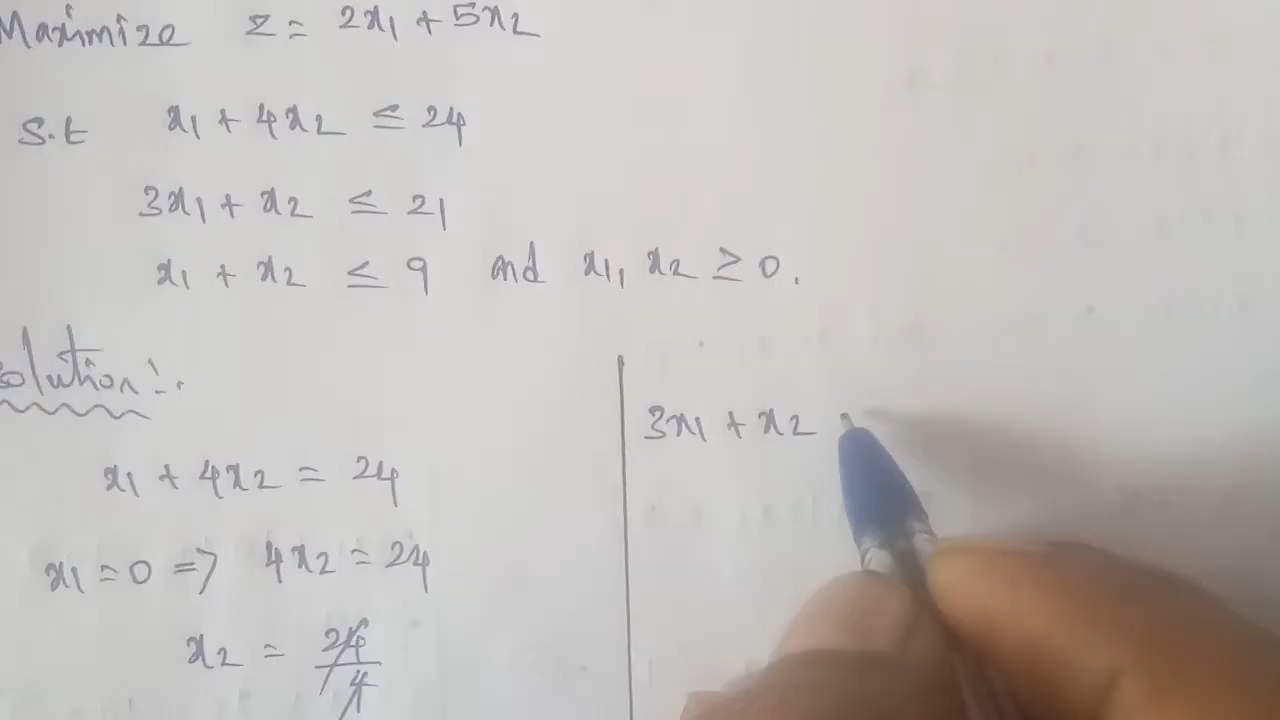 Maximize z = 2x1 + 5x2
S.t x1 + 4x2 ≤ 24
3x1 + x2 ≤ 21
x1 + x2 ≤ 9 and x1, x2 ≥ 0.
Solution:-
x1 + 4x2 = 24
x1 = 0 => 4x2 = 24
x2 = 24/4
3x1 + x2